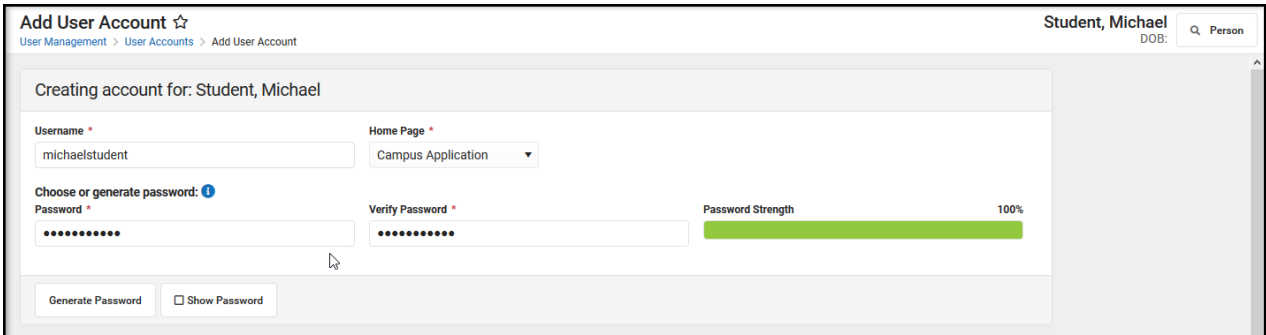 Add User Account ☆
User Management > User Accounts > Add User Account
Student, Michael
DOB:
Person
Creating account for: Student, Michael
Username *
Home Page *
michaelstudent
Campus Application
Choose or generate password:
Password *
Verify Password *
Password Strength
100%
•••••••••••
•••••••••••
Generate Password
Show Password